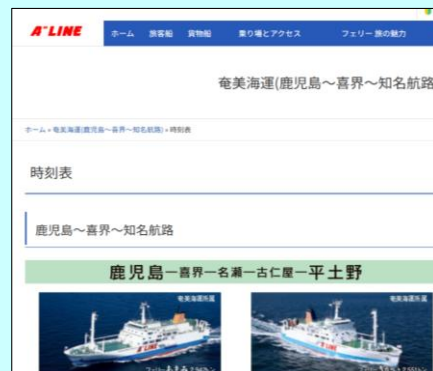 A"LINE
ホーム 旅客船 貨物船 乗り場とアクセス フェリー旅の魅力
奄美海運(鹿児島～喜界～知名航路
ホーム » 奄美海運(鹿児島～喜界～知名航路) » 時刻表
時刻表
鹿児島～喜界～知名航路
鹿児島ー喜界ー名瀬ー古仁屋ー平土野
奄美海運所属 奄美海運所属
A"LINE